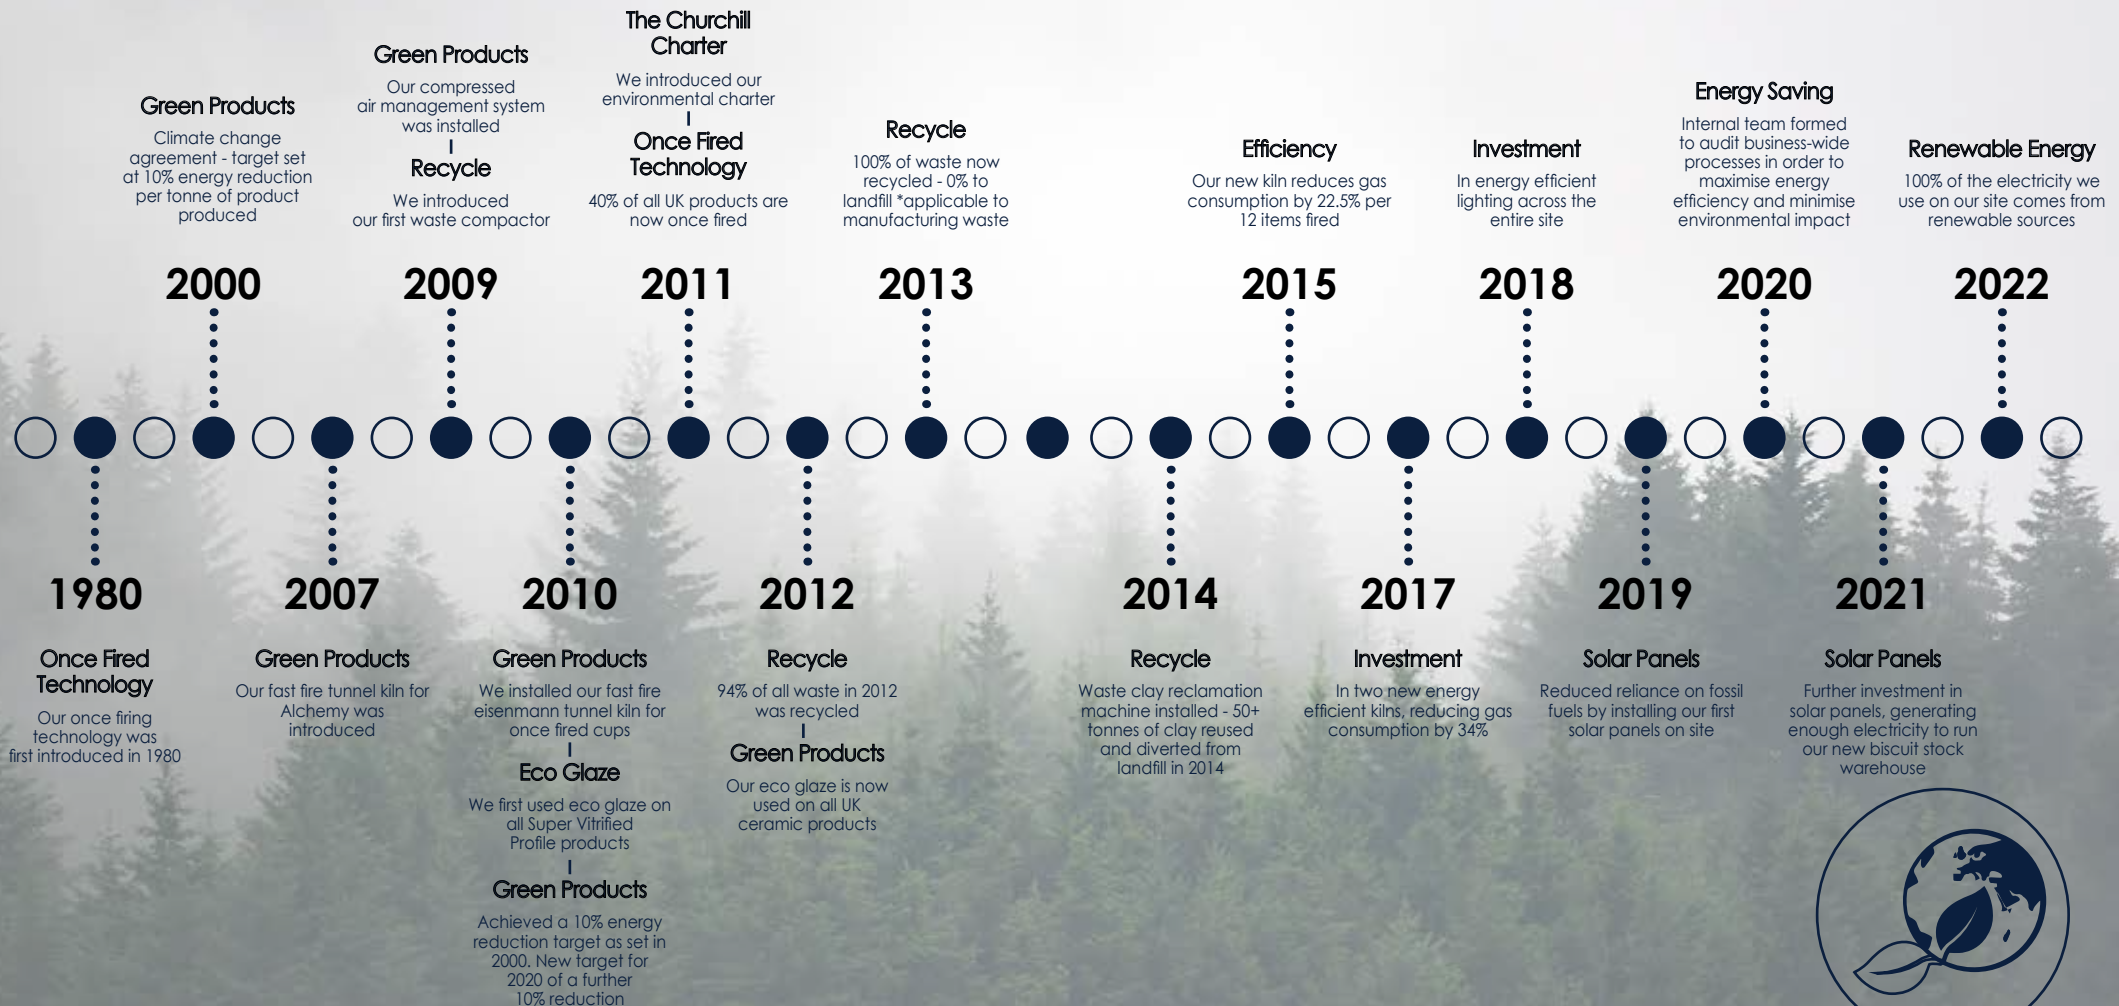 Green Products
Climate change
agreement - target set
at 10% energy reduction
per tonne of product
produced
2000
Green Products
Our compressed
air management system
was installed
Recycle
We introduced
our first waste compactor
2009
The Churchill
Charter
We introduced our
environmental charter
Once Fired
Technology
40% of all UK products are
now once fired
2011
Recycle
100% of waste now
recycled - 0% to
landfill *applicable to
manufacturing waste
2013
Efficiency
Our new kiln reduces gas
consumption by 22.5% per
12 items fired
2015
Investment
In energy efficient
lighting across the
entire site
2018
Energy Saving
Internal team formed
to audit business-wide
processes in order to
maximise energy
efficiency and minimise
environmental impact
2020
Renewable Energy
100% of the electricity we
use on our site comes from
renewable sources
2022
1980
Once Fired
Technology
Our once firing
technology was
first introduced in 1980
2007
Green Products
Our fast fire tunnel kiln for
Alchemy was
introduced
2010
Green Products
We installed our fast fire
eisenmann tunnel kiln for
once fired cups
Eco Glaze
We first used eco glaze on
all Super Vitrified
Profile products
Green Products
Achieved a 10% energy
reduction target as set in
2000. New target for
2020 of a further
10% reduction
2012
Recycle
94% of all waste in 2012
was recycled
Green Products
Our eco glaze is now
used on all UK
ceramic products
2014
Recycle
Waste clay reclamation
machine installed - 50+
tonnes of clay reused
and diverted from
landfill in 2014
2017
Investment
In two new energy
efficient kilns, reducing gas
consumption by 34%
2019
Solar Panels
Reduced reliance on fossil
fuels by installing our first
solar panels on site
2021
Solar Panels
Further investment in
solar panels, generating
enough electricity to run
our new biscuit stock
warehouse